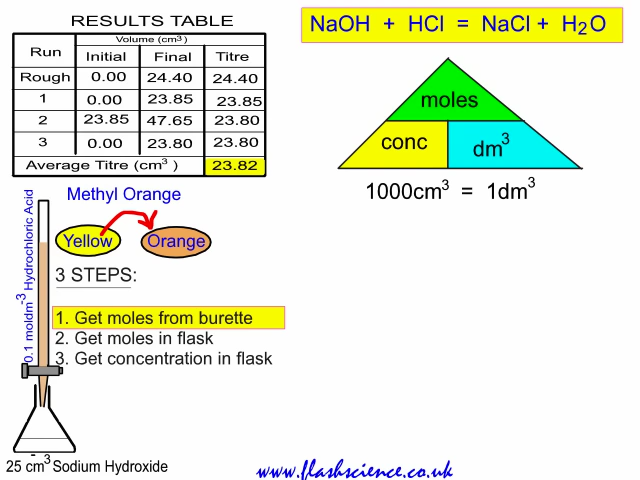 RESULTS TABLE
Volume (cm³)
Run Initial Final Titre
Rough 0.00 24.40 24.40
1 0.00 23.85 23.85
2 23.85 47.65 23.80
3 0.00 23.80 23.80
Average Titre (cm³) 23.82
NaOH + HCl = NaCl + H₂O
moles
conc dm³
1000cm³ = 1dm³
Methyl Orange
Yellow Orange
3 STEPS:
1. Get moles from burette
2. Get moles in flask
3. Get concentration in flask
0.1 moldm⁻³ Hydrochloric Acid
25 cm³ Sodium Hydroxide
www.flashscience.co.uk